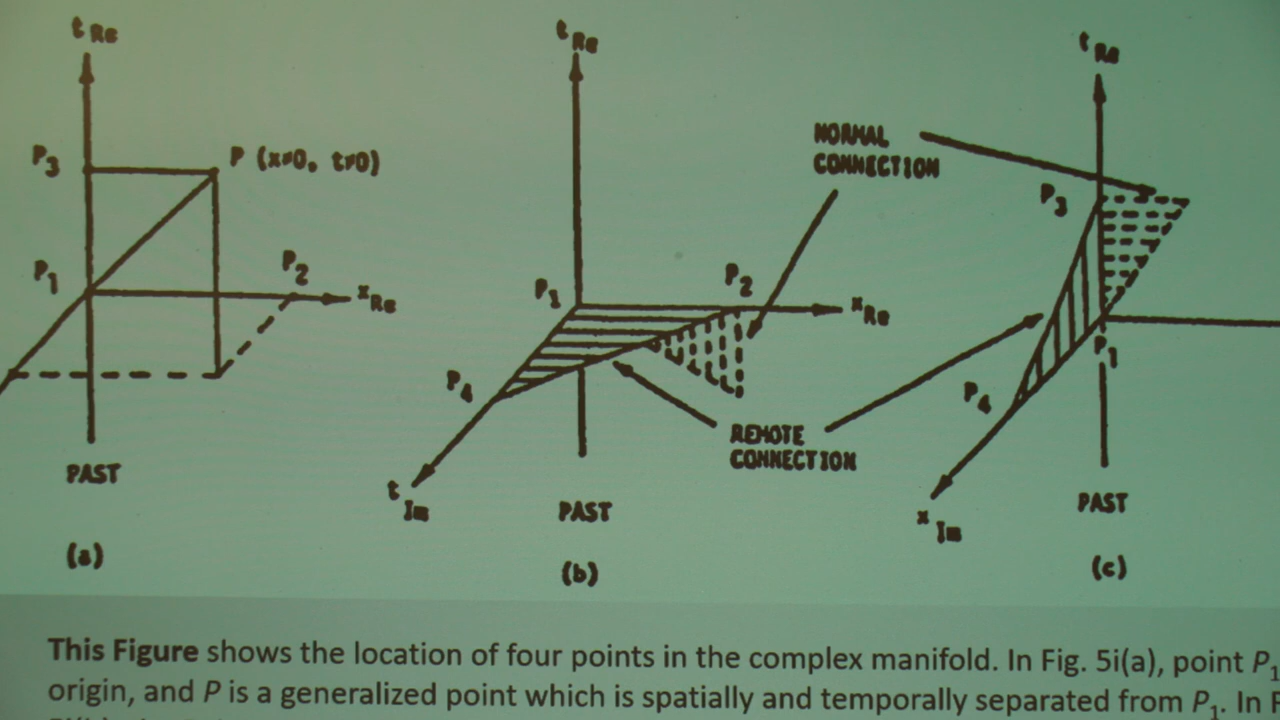 t Re
P3
P (x≠0, t≠0)
P1
P2
x Re
PAST
(a)
t Re
P1
P2
x Re
P4
t Im
PAST
(b)
NORMAL
CONNECTION
REMOTE
CONNECTION
t Re
P3
P1
P4
x Im
PAST
(c)
This Figure shows the location of four points in the complex manifold. In Fig. 5i(a), point P1
origin, and P is a generalized point which is spatially and temporally separated from P1. In F